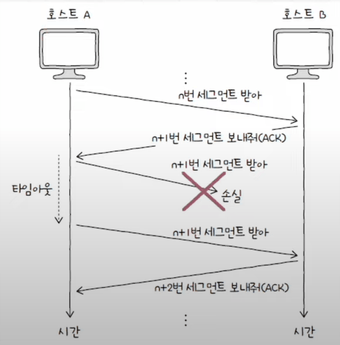 호스트 A
호스트 B
n번 세그먼트 받아
n+1번 세그먼트 보내줘(ACK)
n+1번 세그먼트 받아
타임아웃
손실
n+1번 세그먼트 받아
n+2번 세그먼트 보내줘(ACK)
시간
시간